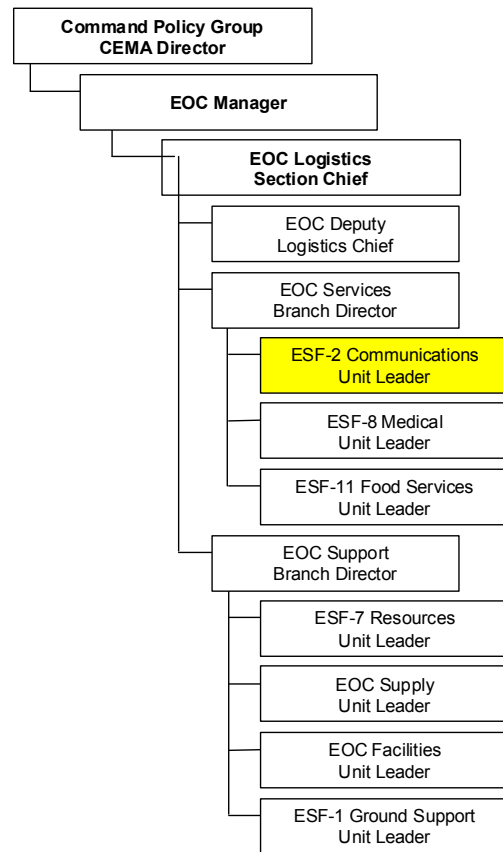 Command Policy Group
CEMA Director
EOC Manager
EOC Logistics
Section Chief
EOC Deputy
Logistics Chief
EOC Services
Branch Director
ESF-2 Communications
Unit Leader
ESF-8 Medical
Unit Leader
ESF-11 Food Services
Unit Leader
EOC Support
Branch Director
ESF-7 Resources
Unit Leader
EOC Supply
Unit Leader
EOC Facilities
Unit Leader
ESF-1 Ground Support
Unit Leader